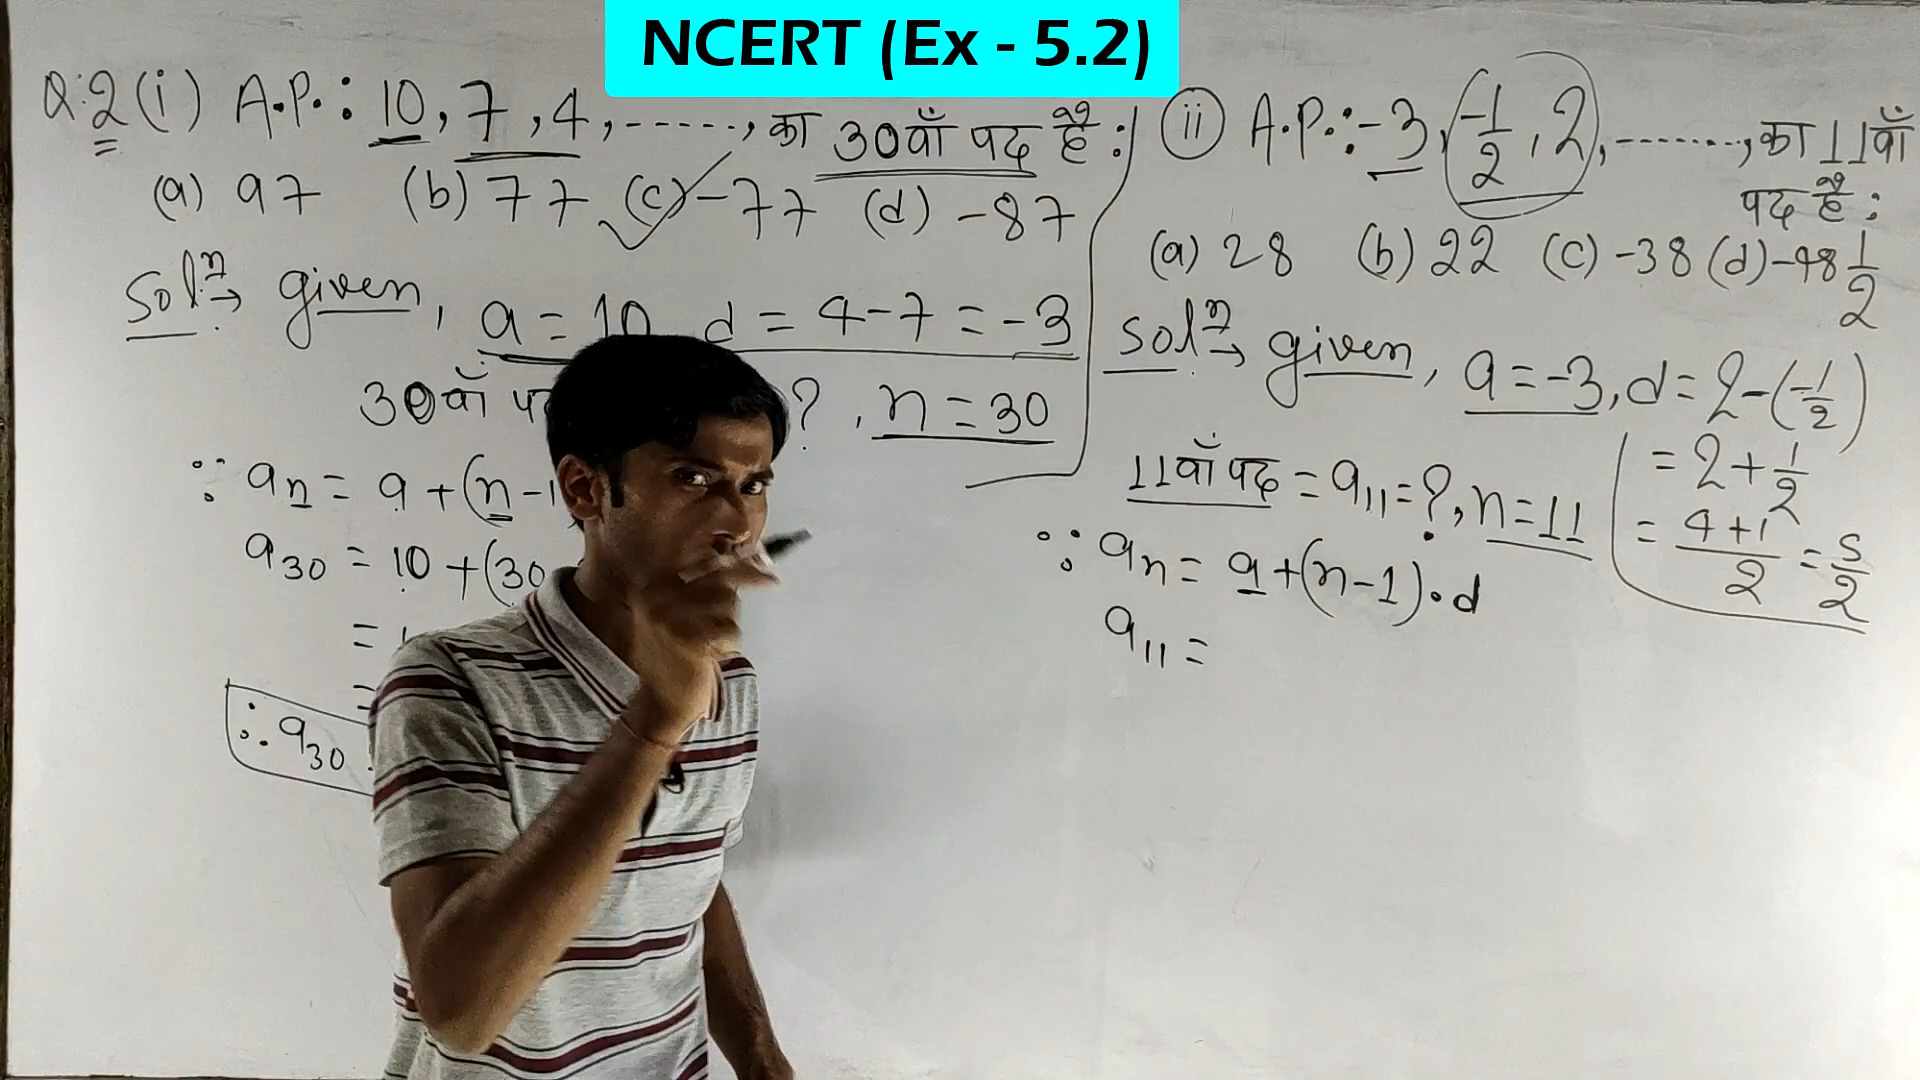 NCERT (Ex - 5.2)
Q.2 (i) A.P. : 10, 7, 4, ------, का 30वाँ पद है :
(a) 97 (b) 77 (c) -77 (d) -87
Solⁿ→ given, a = 10, d = 4-7 = -3
30वाँ ? , n = 30
∵ aₙ = a + (n-1
a₃₀ = 10 + (30
=
=
∴ a₃₀
(ii) A.P. : -3, -1/2, 2, -------, का 11वाँ
पद है :
(a) 28 (b) 22 (c) -38 (d) -48 1/2
Solⁿ→ given, a = -3, d = 2-(-1/2)
= 2 + 1/2
= 4+1/2 = 5/2
11वाँ पद = a₁₁ = ?, n = 11
∵ aₙ = a + (n-1).d
a₁₁ =